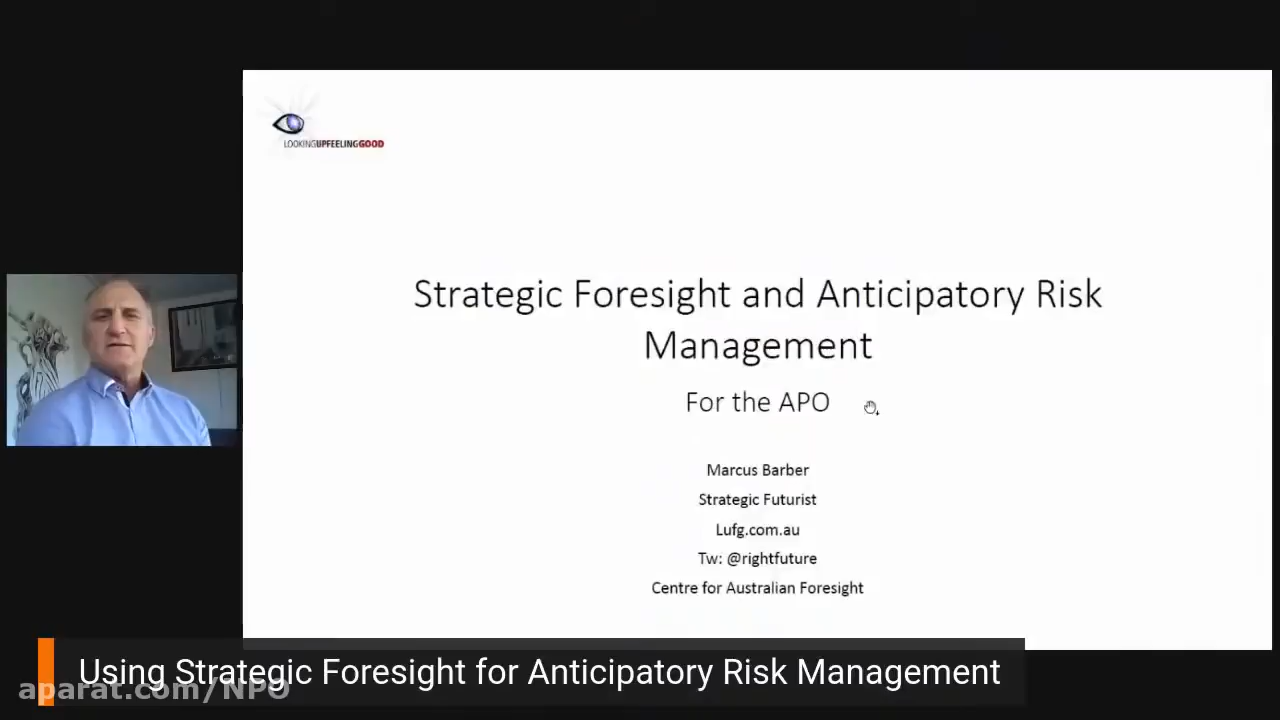 LOOKINGUPFEELINGGOOD
Strategic Foresight and Anticipatory Risk
Management
For the APO
Marcus Barber
Strategic Futurist
Lufg.com.au
Tw: @rightfuture
Centre for Australian Foresight
Using Strategic Foresight for Anticipatory Risk Management
aparat.com/NPO